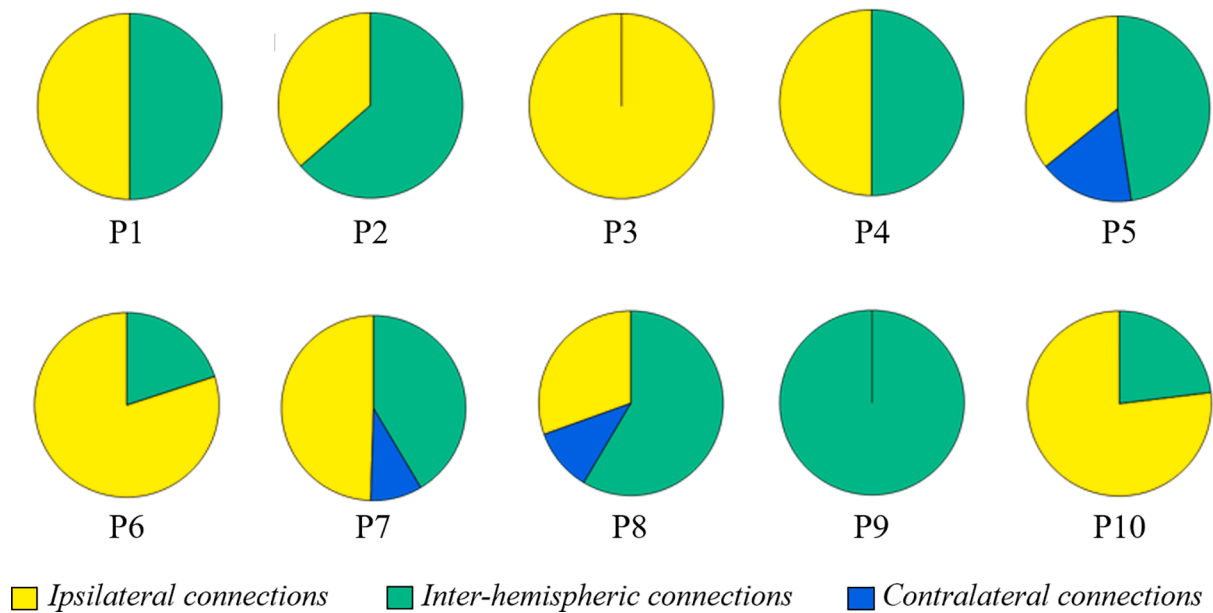 P1 P2 P3 P4 P5
P6 P7 P8 P9 P10
Ipsilateral connections Inter-hemispheric connections Contralateral connections